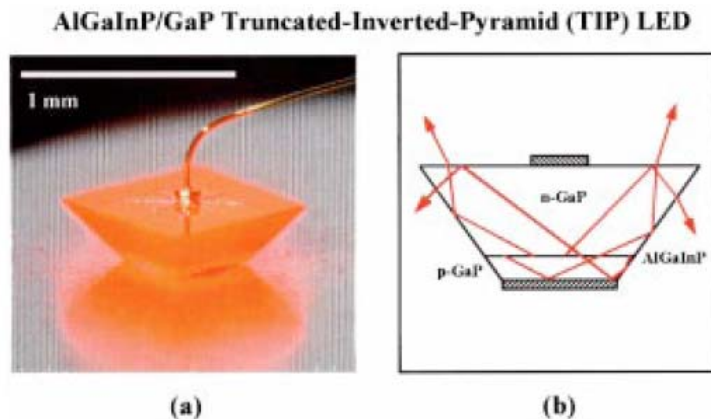 AlGaInP/GaP Truncated-Inverted-Pyramid (TIP) LED
1 mm
n-GaP
p-GaP
AlGaInP
(a)
(b)